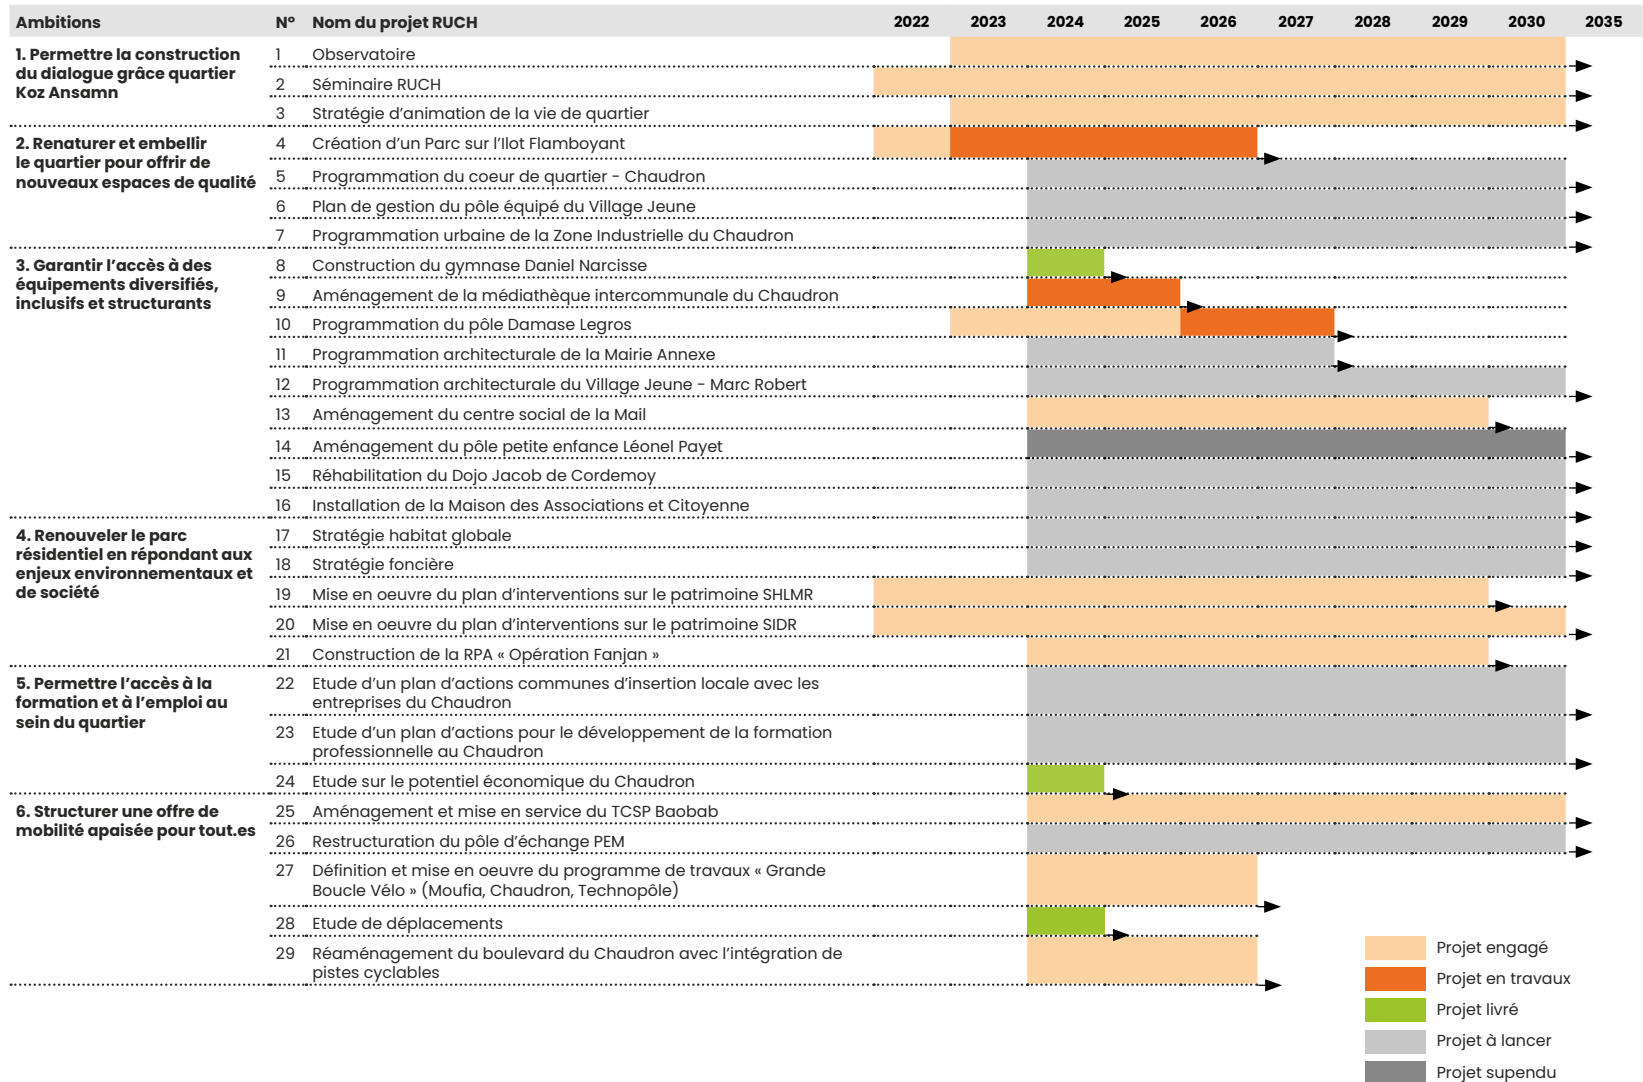 Ambitions N° Nom du projet RUCH 2022 2023 2024 2025 2026 2027 2028 2029 2030 2035
1. Permettre la construction
du dialogue grâce quartier
Koz Ansamn
1 Observatoire
2 Séminaire RUCH
3 Stratégie d’animation de la vie de quartier
2. Renaturer et embellir
le quartier pour offrir de
nouveaux espaces de qualité
4 Création d’un Parc sur l’Ilot Flamboyant
5 Programmation du coeur de quartier - Chaudron
6 Plan de gestion du pôle équipé du Village Jeune
7 Programmation urbaine de la Zone Industrielle du Chaudron
3. Garantir l’accès à des
équipements diversifiés,
inclusifs et structurants
8 Construction du gymnase Daniel Narcisse
9 Aménagement de la médiathèque intercommunale du Chaudron
10 Programmation du pôle Damase Legros
11 Programmation architecturale de la Mairie Annexe
12 Programmation architecturale du Village Jeune - Marc Robert
13 Aménagement du centre social de la Mail
14 Aménagement du pôle petite enfance Léonel Payet
15 Réhabilitation du Dojo Jacob de Cordemoy
16 Installation de la Maison des Associations et Citoyenne
4. Renouveler le parc
résidentiel en répondant aux
enjeux environnementaux et
de société
17 Stratégie habitat globale
18 Stratégie foncière
19 Mise en oeuvre du plan d’interventions sur le patrimoine SHLMR
20 Mise en oeuvre du plan d’interventions sur le patrimoine SIDR
21 Construction de la RPA « Opération Fanjan »
5. Permettre l’accès à la
formation et à l’emploi au
sein du quartier
22 Etude d’un plan d’actions communes d’insertion locale avec les
entreprises du Chaudron
23 Etude d’un plan d’actions pour le développement de la formation
professionnelle au Chaudron
24 Etude sur le potentiel économique du Chaudron
6. Structurer une offre de
mobilité apaisée pour tout.es
25 Aménagement et mise en service du TCSP Baobab
26 Restructuration du pôle d’échange PEM
27 Définition et mise en oeuvre du programme de travaux « Grande
Boucle Vélo » (Moufia, Chaudron, Technopôle)
28 Etude de déplacements
29 Réaménagement du boulevard du Chaudron avec l’intégration de
pistes cyclables
Projet engagé
Projet en travaux
Projet livré
Projet à lancer
Projet supendu